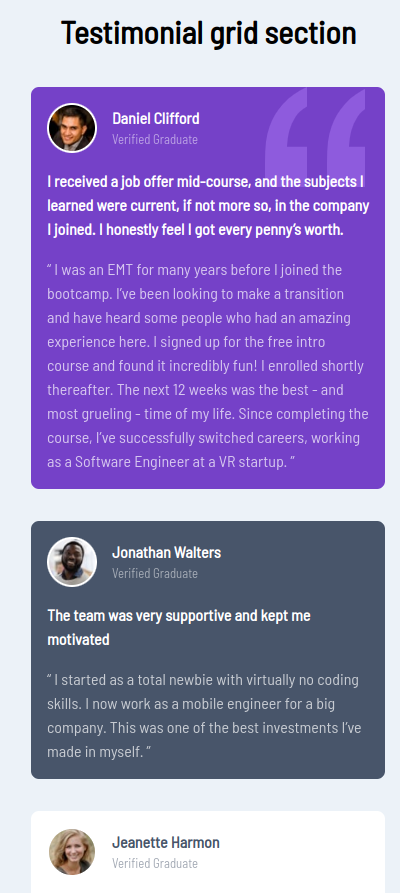 Testimonial grid section
Daniel Clifford
Verified Graduate
I received a job offer mid-course, and the subjects I
learned were current, if not more so, in the company
I joined. I honestly feel I got every penny’s worth.
“ I was an EMT for many years before I joined the
bootcamp. I’ve been looking to make a transition
and have heard some people who had an amazing
experience here. I signed up for the free intro
course and found it incredibly fun! I enrolled shortly
thereafter. The next 12 weeks was the best - and
most grueling - time of my life. Since completing the
course, I’ve successfully switched careers, working
as a Software Engineer at a VR startup. ”
Jonathan Walters
Verified Graduate
The team was very supportive and kept me
motivated
“ I started as a total newbie with virtually no coding
skills. I now work as a mobile engineer for a big
company. This was one of the best investments I’ve
made in myself. ”
Jeanette Harmon
Verified Graduate